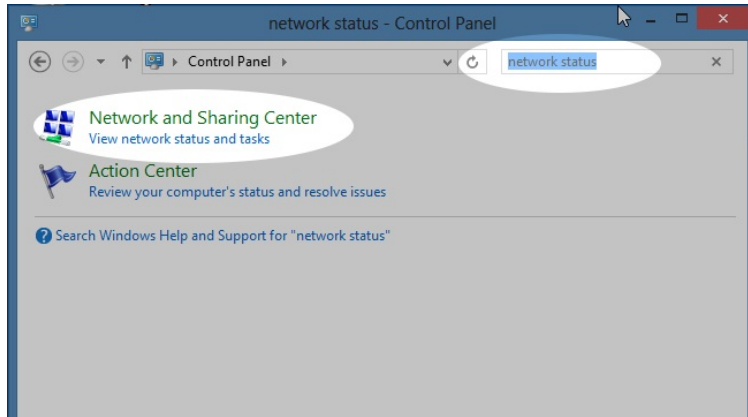 network status - Control Panel
Control Panel
network status
Network and Sharing Center
View network status and tasks
Action Center
Review your computer's status and resolve issues
Search Windows Help and Support for "network status"